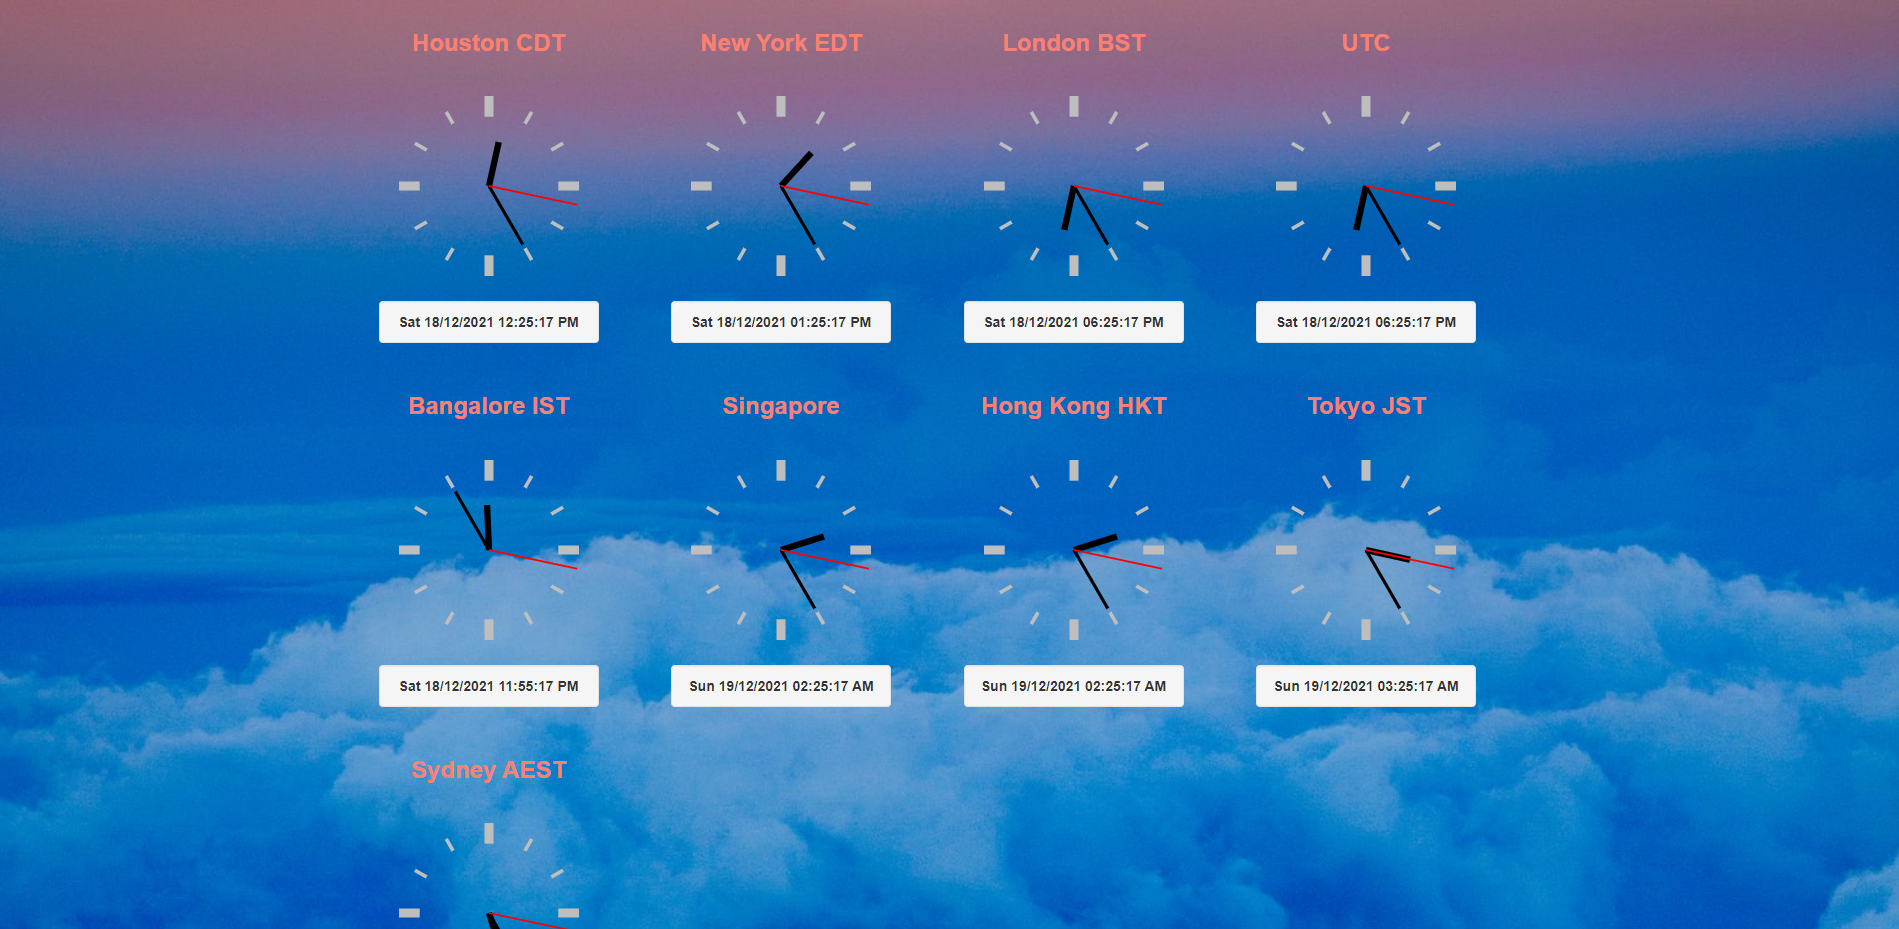 Houston CDT
New York EDT
London BST
UTC
Sat 18/12/2021 12:25:17 PM
Sat 18/12/2021 01:25:17 PM
Sat 18/12/2021 06:25:17 PM
Sat 18/12/2021 06:25:17 PM
Bangalore IST
Singapore
Hong Kong HKT
Tokyo JST
Sat 18/12/2021 11:55:17 PM
Sun 19/12/2021 02:25:17 AM
Sun 19/12/2021 02:25:17 AM
Sun 19/12/2021 03:25:17 AM
Sydney AEST